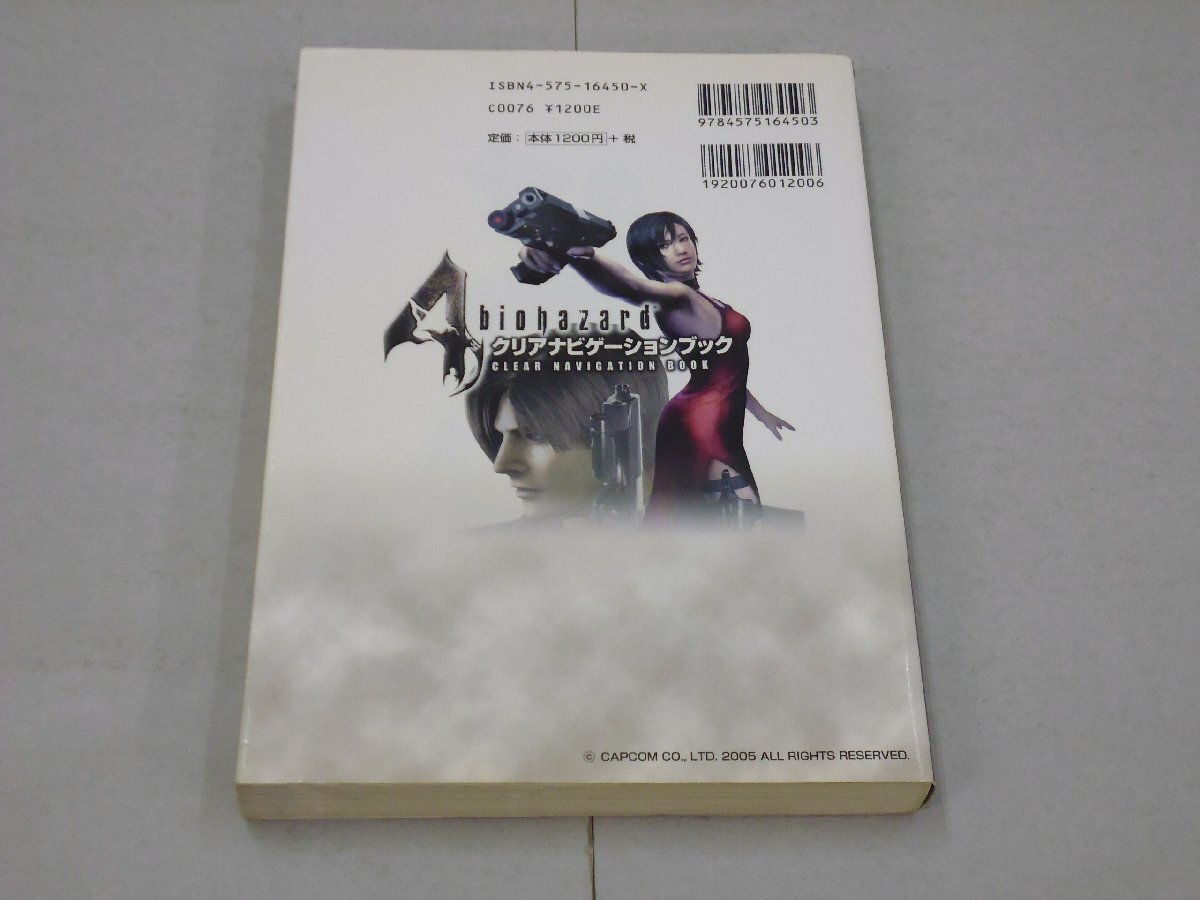 ISBN4-575-16450-X
C0076 ¥1200E
定価：本体1200円+税
9784575164503
1920076012006
4
biohazard
クリアナビゲーションブック
CLEAR NAVIGATION BOOK
© CAPCOM CO., LTD. 2005 ALL RIGHTS RESERVED.